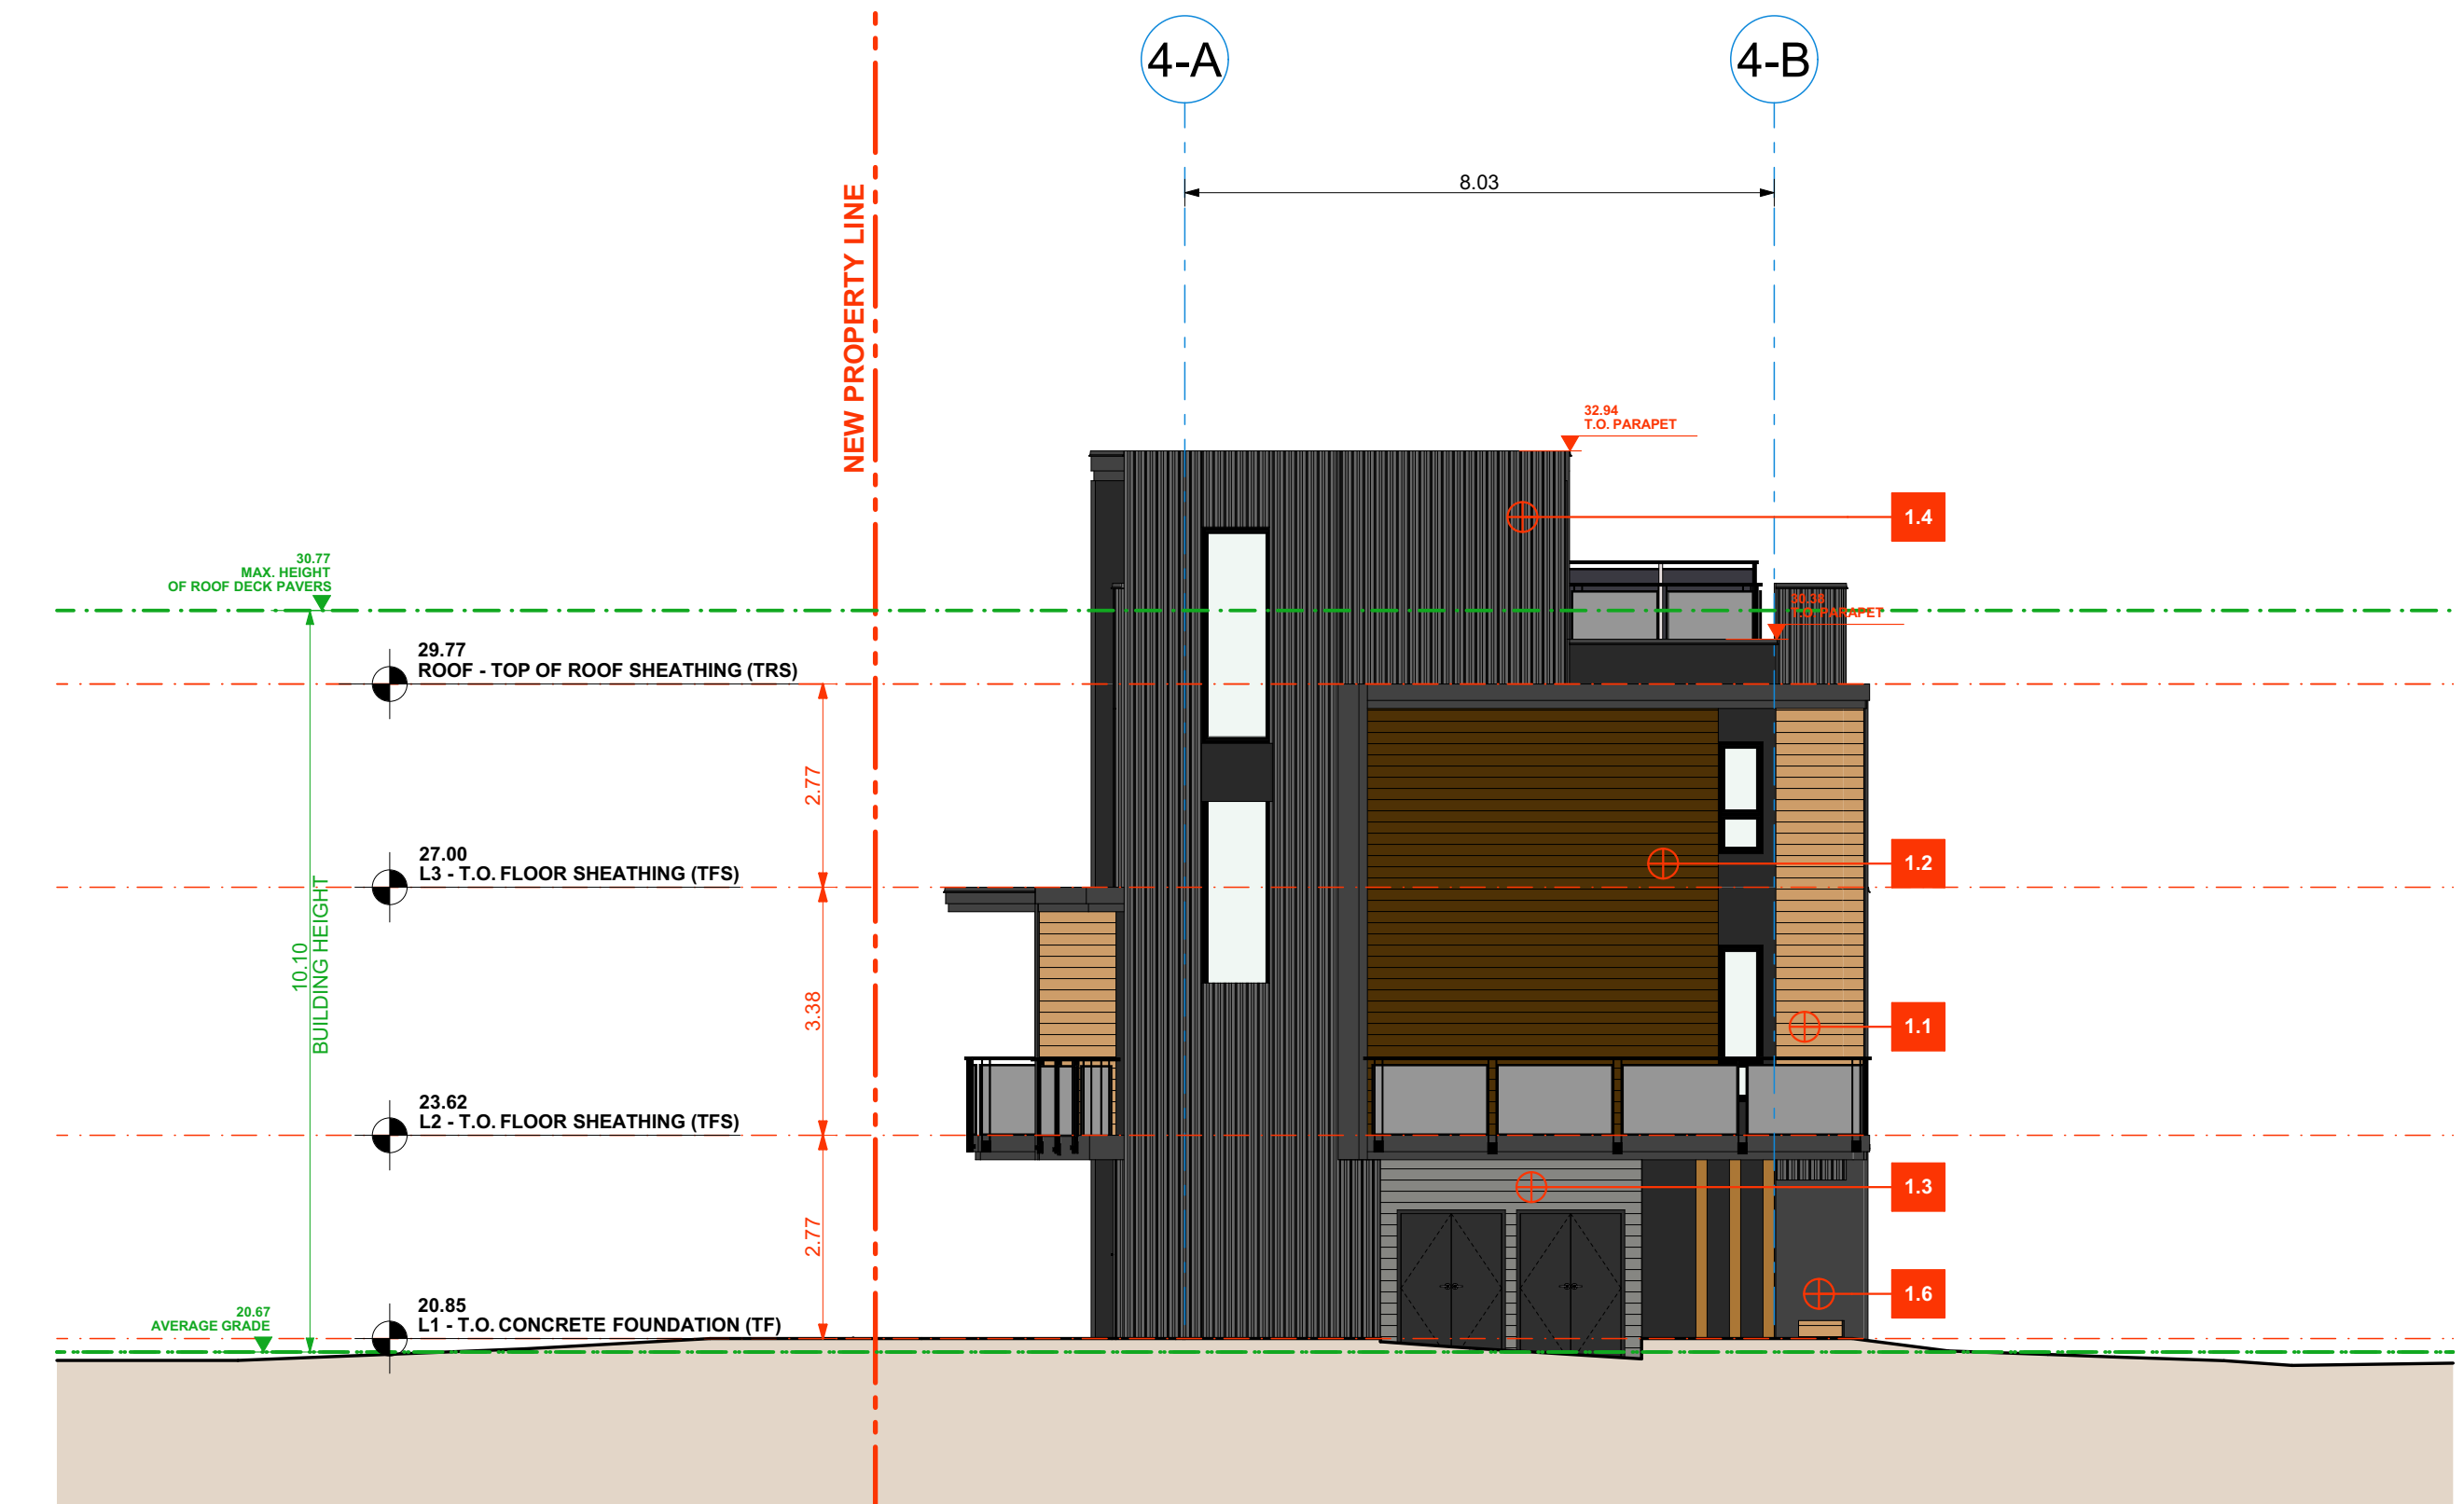 4-A
4-B
8.03
NEW PROPERTY LINE
32.94
T.O. PARAPET
1.4
30.77
MAX. HEIGHT
OF ROOF DECK PAVERS
30.38
T.O. PARAPET
29.77
ROOF - TOP OF ROOF SHEATHING (TRS)
2.77
27.00
L3 - T.O. FLOOR SHEATHING (TFS)
1.2
10.10
BUILDING HEIGHT
3.38
1.1
23.62
L2 - T.O. FLOOR SHEATHING (TFS)
1.3
2.77
1.6
20.85
L1 - T.O. CONCRETE FOUNDATION (TF)
20.67
AVERAGE GRADE